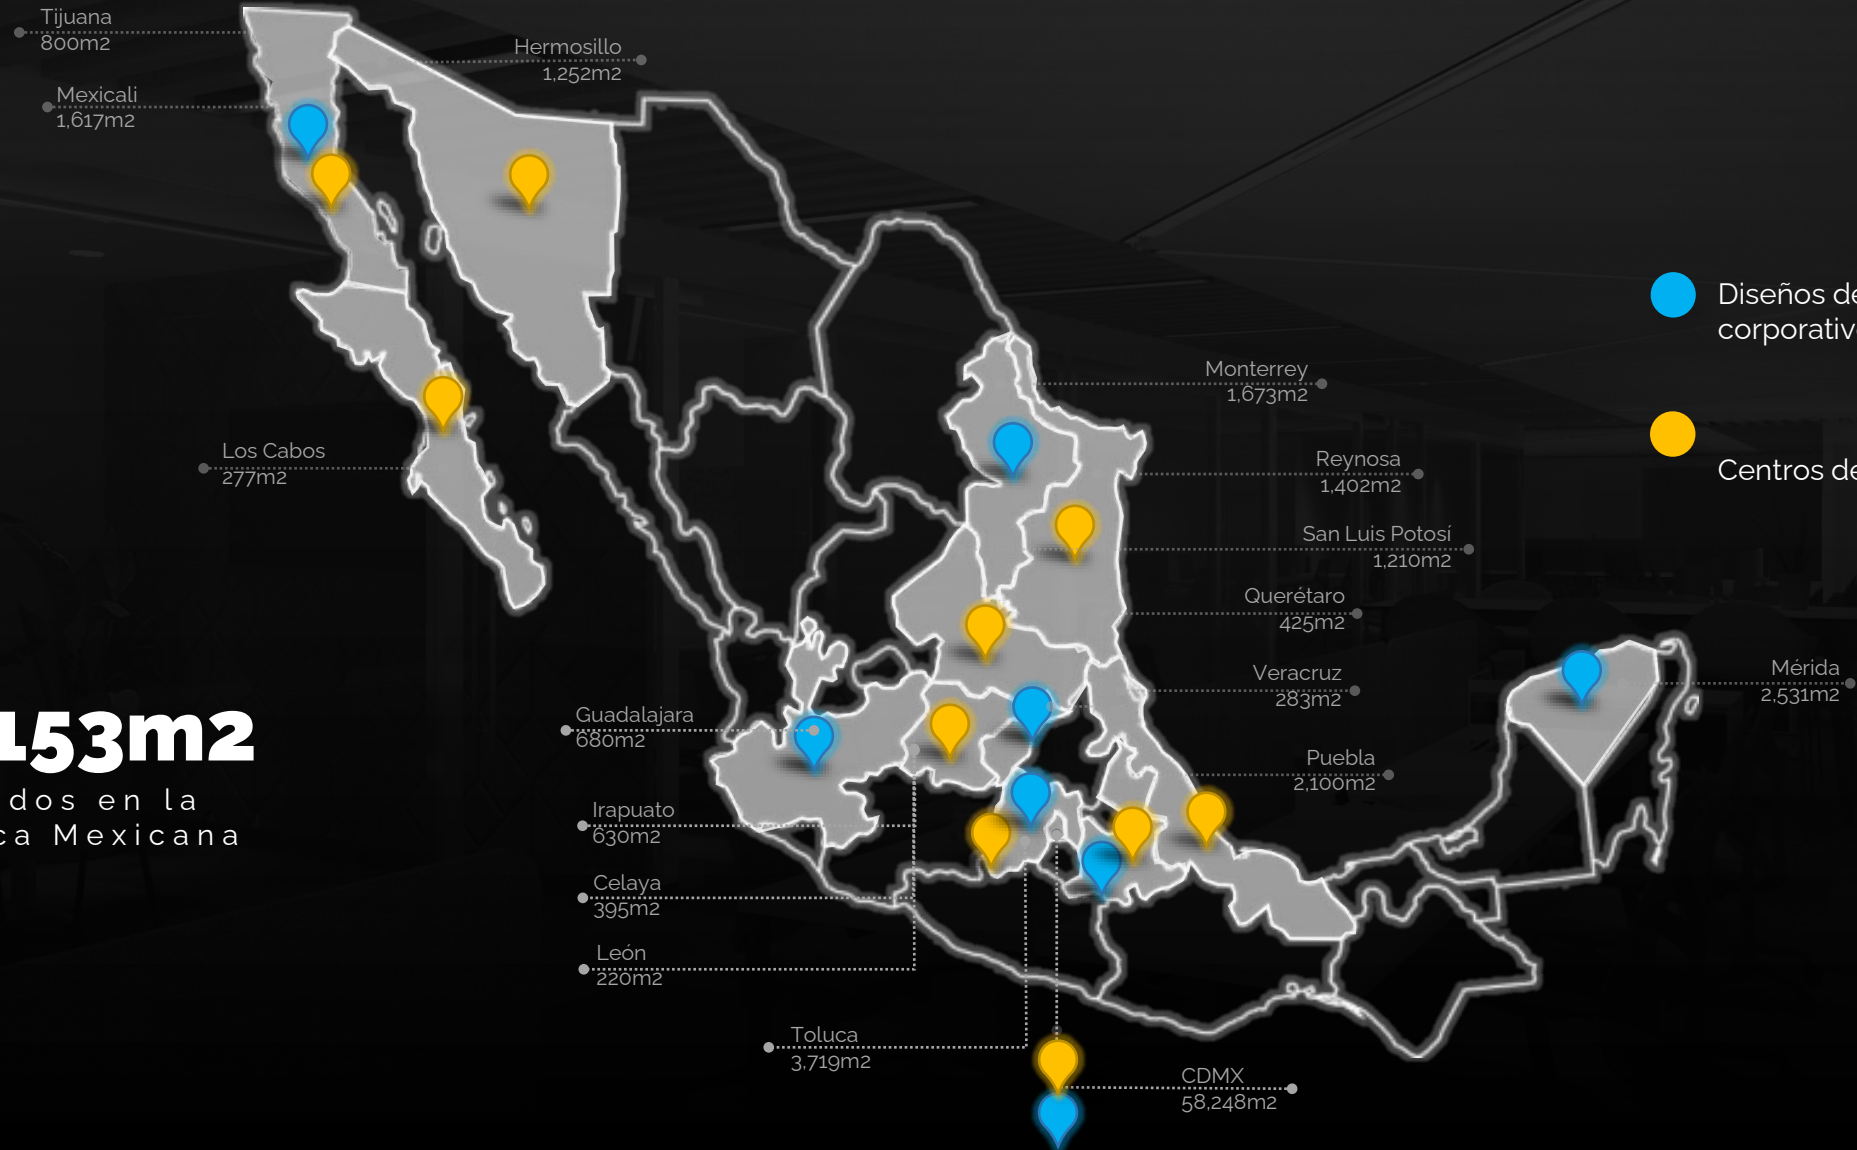 Tijuana
800m2
Hermosillo
1,252m2
Mexicali
1,617m2
Diseños de
corporativ
Monterrey
1,673m2
Los Cabos
277m2
Reynosa
1,402m2
Centros de
San Luis Potosí
1,210m2
Querétaro
425m2
Veracruz
283m2
Mérida
2,531m2
Guadalajara
680m2
153m2
dos en la
ca Mexicana
Puebla
2,100m2
Irapuato
630m2
Celaya
395m2
León
220m2
Toluca
3,719m2
CDMX
58,248m2